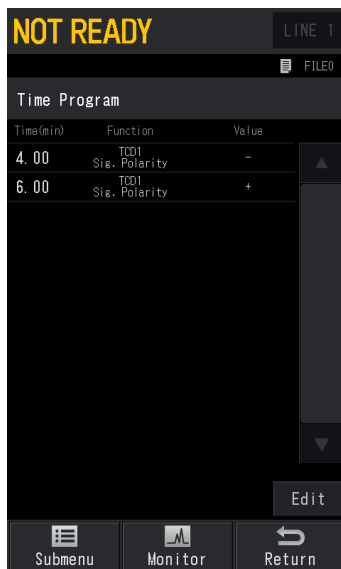 NOT READY
LINE 1
FILE0
Time Program
Time(min) Function Value
4.00 TCD1 Sig. Polarity -
6.00 TCD1 Sig. Polarity +
Edit
Submenu Monitor Return